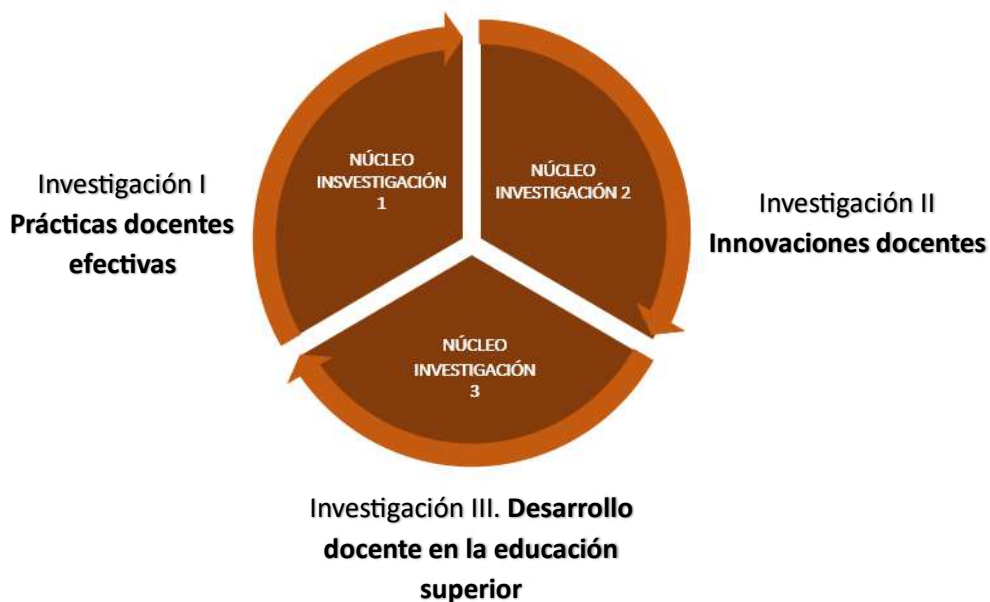 NÚCLEO
INSVESTIGACIÓN
1
NÚCLEO
INVESTIGACIÓN 2
Investigación I
Prácticas docentes
efectivas
Investigación II
Innovaciones docentes
NÚCLEO
INVESTIGACIÓN
3
Investigación III. Desarrollo
docente en la educación
superior